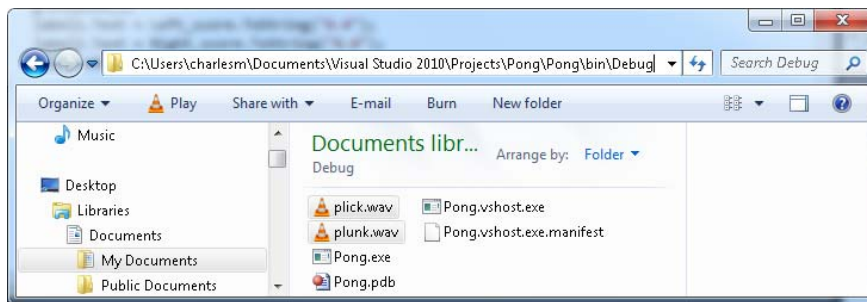 C:\Users\charlesm\Documents\Visual Studio 2010\Projects\Pong\Pong\bin\Debug
Search Debug
Organize
Play
Share with
E-mail
Burn
New folder
Music
Desktop
Libraries
Documents
My Documents
Public Documents
Documents libr...
Debug
Arrange by: Folder
plick.wav
plunk.wav
Pong.exe
Pong.pdb
Pong.vshost.exe
Pong.vshost.exe.manifest